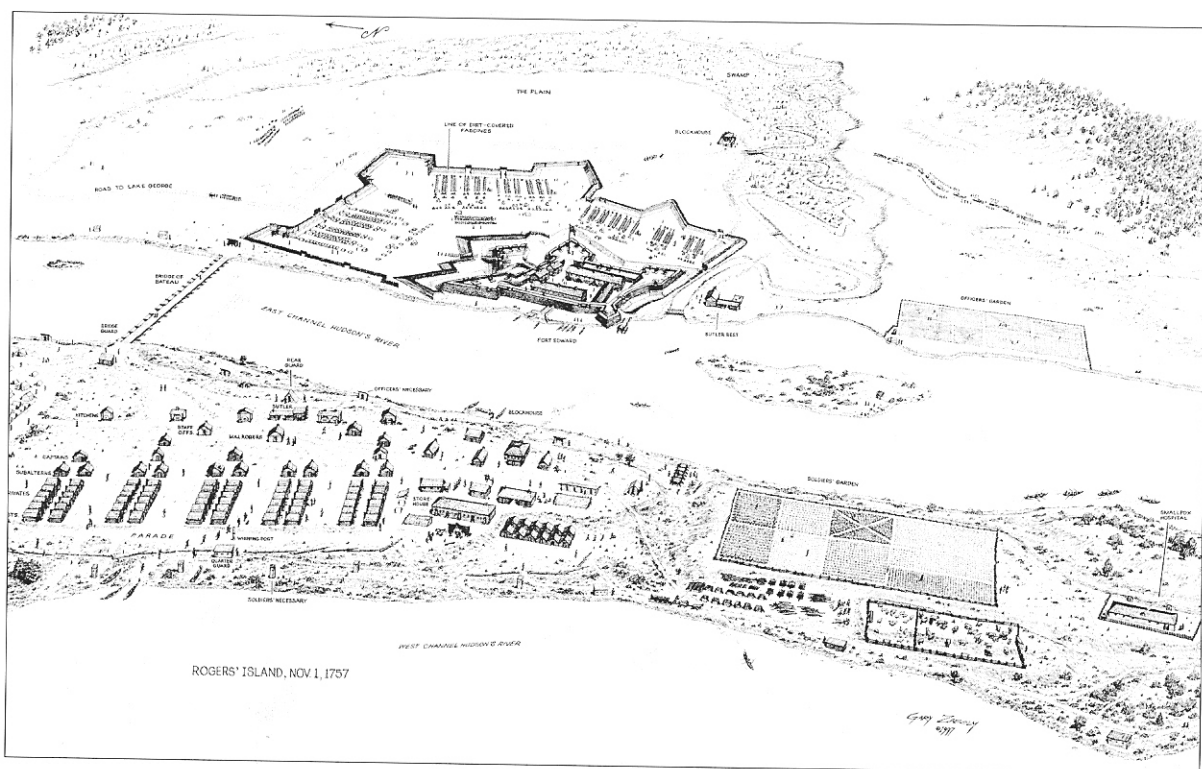 N
SWAMP
THE PLAIN
LINE OF DIRT-COVERED
FASCINES
BLOCKHOUSE
ROAD TO LAKE GEORGE
BRIDGE OF
BATEAU
EAST CHANNEL HUDSON'S RIVER
OFFICERS' GARDEN
SUTLER BEST
FORT EDWARD
BRIDGE
GUARD
REAR
GUARD
OFFICERS' NECESSARY
SUTLER
BLOCKHOUSE
KITCHENS
STAFF
OFFS.
MAJ. ROGERS
CAPTAINS
SUBALTERNS
STORE-
HOUSE
SOLDIERS' GARDEN
SMALLPOX
HOSPITAL
PARADE
WHIPPING POST
QUARTER
GUARD
SOLDIERS' NECESSARY
WEST CHANNEL HUDSON'S RIVER
ROGERS' ISLAND, NOV. 1, 1757